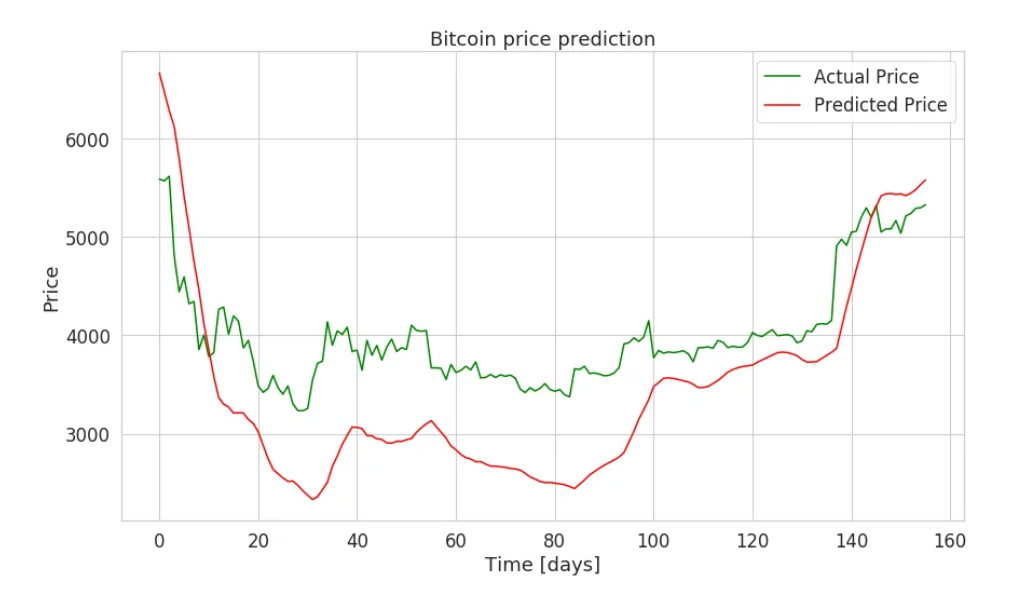 Bitcoin price prediction
Actual Price
Predicted Price
6000
5000
4000
3000
Price
0 20 40 60 80 100 120 140 160
Time [days]